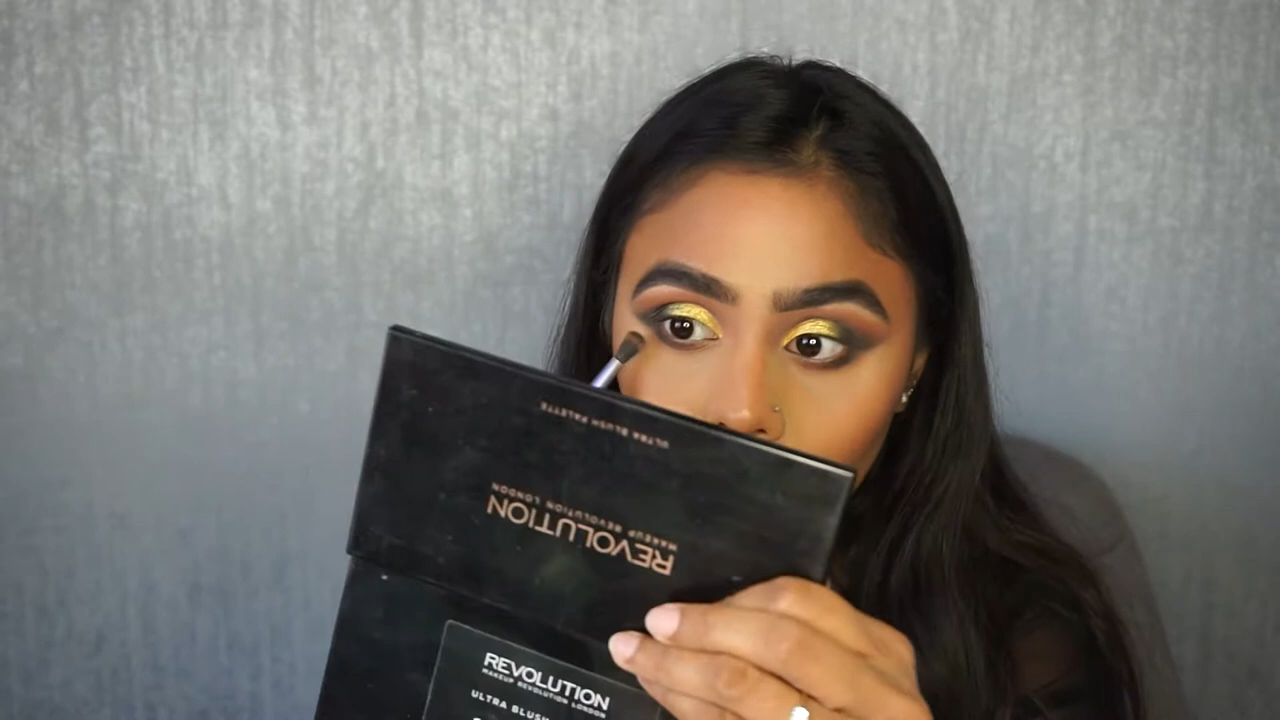 ULTRA BLUSH PALETTE
REVOLUTION
MAKEUP REVOLUTION LONDON
REVOLUTION
MAKEUP REVOLUTION LONDON
ULTRA BLUSH